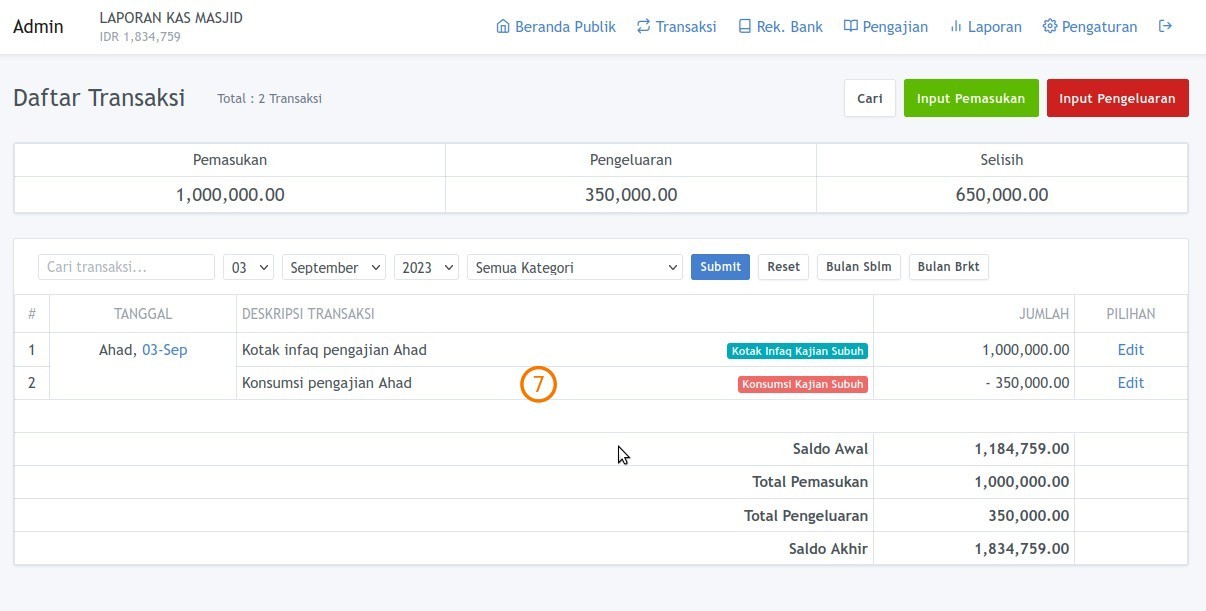 Admin
LAPORAN KAS MASJID
IDR 1,834,759
Beranda Publik Transaksi Rek. Bank Pengajian Laporan Pengaturan
Daftar Transaksi Total : 2 Transaksi Cari Input Pemasukan Input Pengeluaran
Pemasukan Pengeluaran Selisih
1,000,000.00 350,000.00 650,000.00
Cari transaksi... 03 September 2023 Semua Kategori Submit Reset Bulan Sblm Bulan Brkt
# TANGGAL DESKRIPSI TRANSAKSI JUMLAH PILIHAN
1 Ahad, 03-Sep Kotak infaq pengajian Ahad Kotak Infaq Kajian Subuh 1,000,000.00 Edit
2 Konsumsi pengajian Ahad 7 Konsumsi Kajian Subuh - 350,000.00 Edit
Saldo Awal 1,184,759.00
Total Pemasukan 1,000,000.00
Total Pengeluaran 350,000.00
Saldo Akhir 1,834,759.00